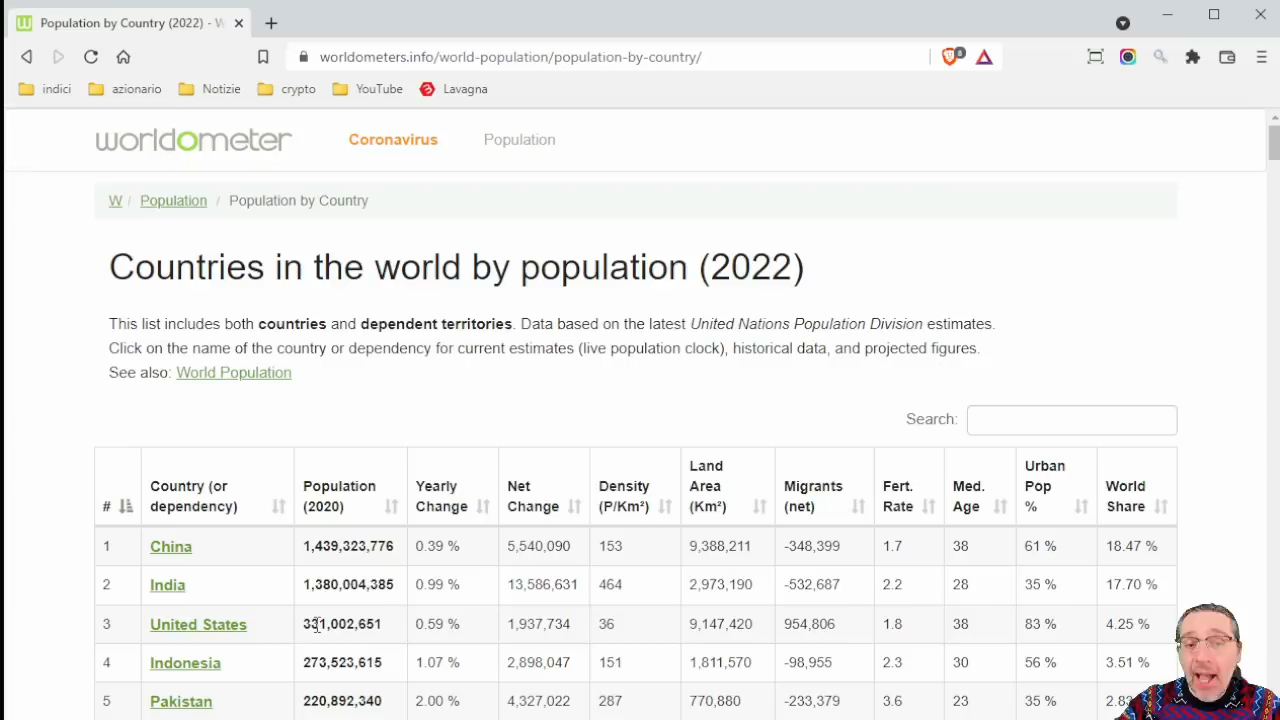 Population by Country (2022) - W
worldometers.info/world-population/population-by-country/
8
indici azionario Notizie crypto YouTube Lavagna
worldometer Coronavirus Population
W / Population / Population by Country
Countries in the world by population (2022)
This list includes both countries and dependent territories. Data based on the latest United Nations Population Division estimates.
Click on the name of the country or dependency for current estimates (live population clock), historical data, and projected figures.
See also: World Population
Search:
# Country (or dependency) Population (2020) Yearly Change Net Change Density (P/Km²) Land Area (Km²) Migrants (net) Fert. Rate Med. Age Urban Pop % World Share
1 China 1,439,323,776 0.39 % 5,540,090 153 9,388,211 -348,399 1.7 38 61 % 18.47 %
2 India 1,380,004,385 0.99 % 13,586,631 464 2,973,190 -532,687 2.2 28 35 % 17.70 %
3 United States 331,002,651 0.59 % 1,937,734 36 9,147,420 954,806 1.8 38 83 % 4.25 %
4 Indonesia 273,523,615 1.07 % 2,898,047 151 1,811,570 -98,955 2.3 30 56 % 3.51 %
5 Pakistan 220,892,340 2.00 % 4,327,022 287 770,880 -233,379 3.6 23 35 %